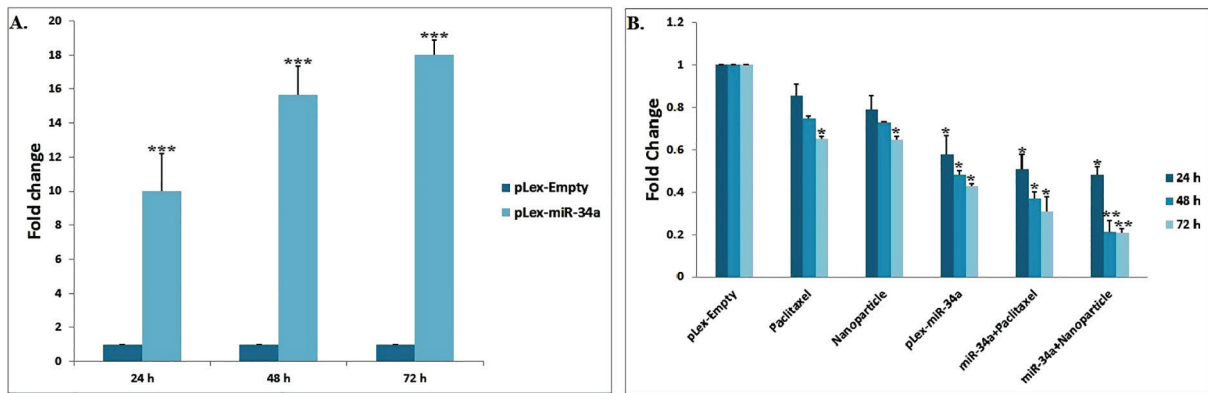 A.
Fold change
20
18
16
14
12
10
8
6
4
2
0
***
***
***
24 h
48 h
72 h
pLex-Empty
pLex-miR-34a
B.
Fold Change
1.2
1
0.8
0.6
0.4
0.2
0
*
*
*
*
*
*
*
*
*
**
**
pLex-Empty
Paclitaxel
Nanoparticle
pLex-miR-34a
miR-34a+Paclitaxel
miR-34a+Nanoparticle
24 h
48 h
72 h